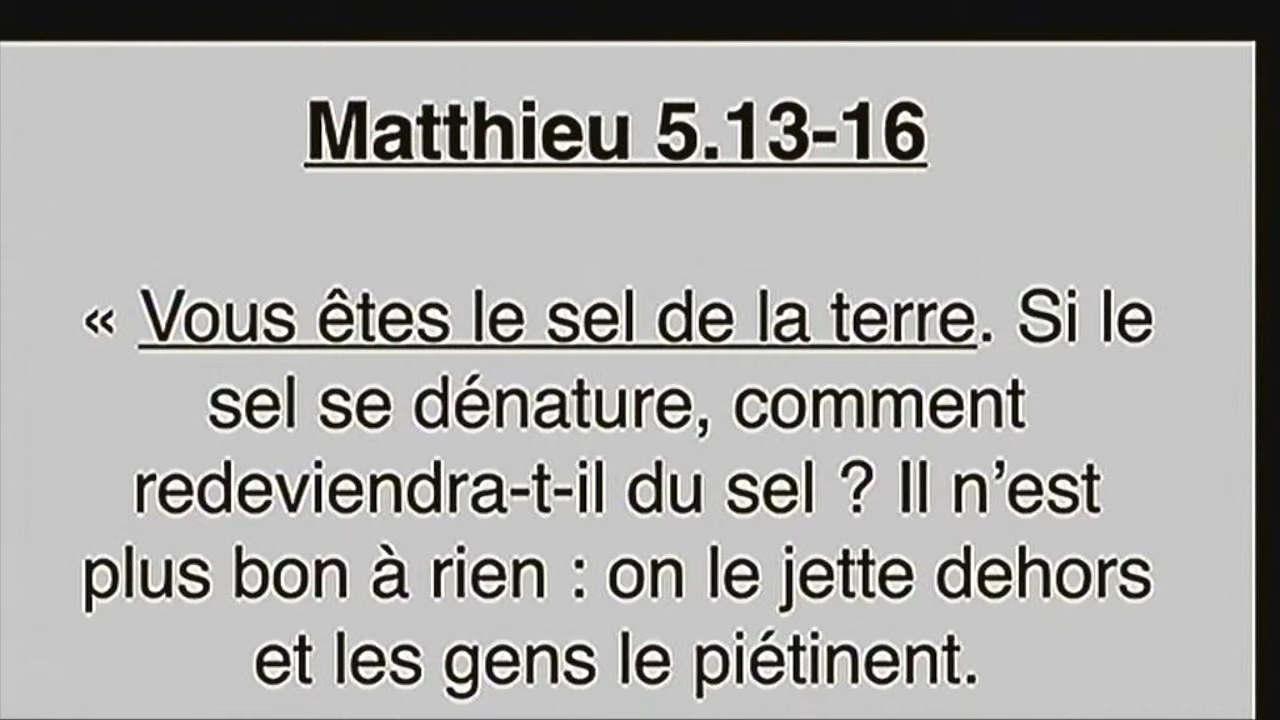 Matthieu 5.13-16
« Vous êtes le sel de la terre. Si le
sel se dénature, comment
redeviendra-t-il du sel ? Il n’est
plus bon à rien : on le jette dehors
et les gens le piétinent.